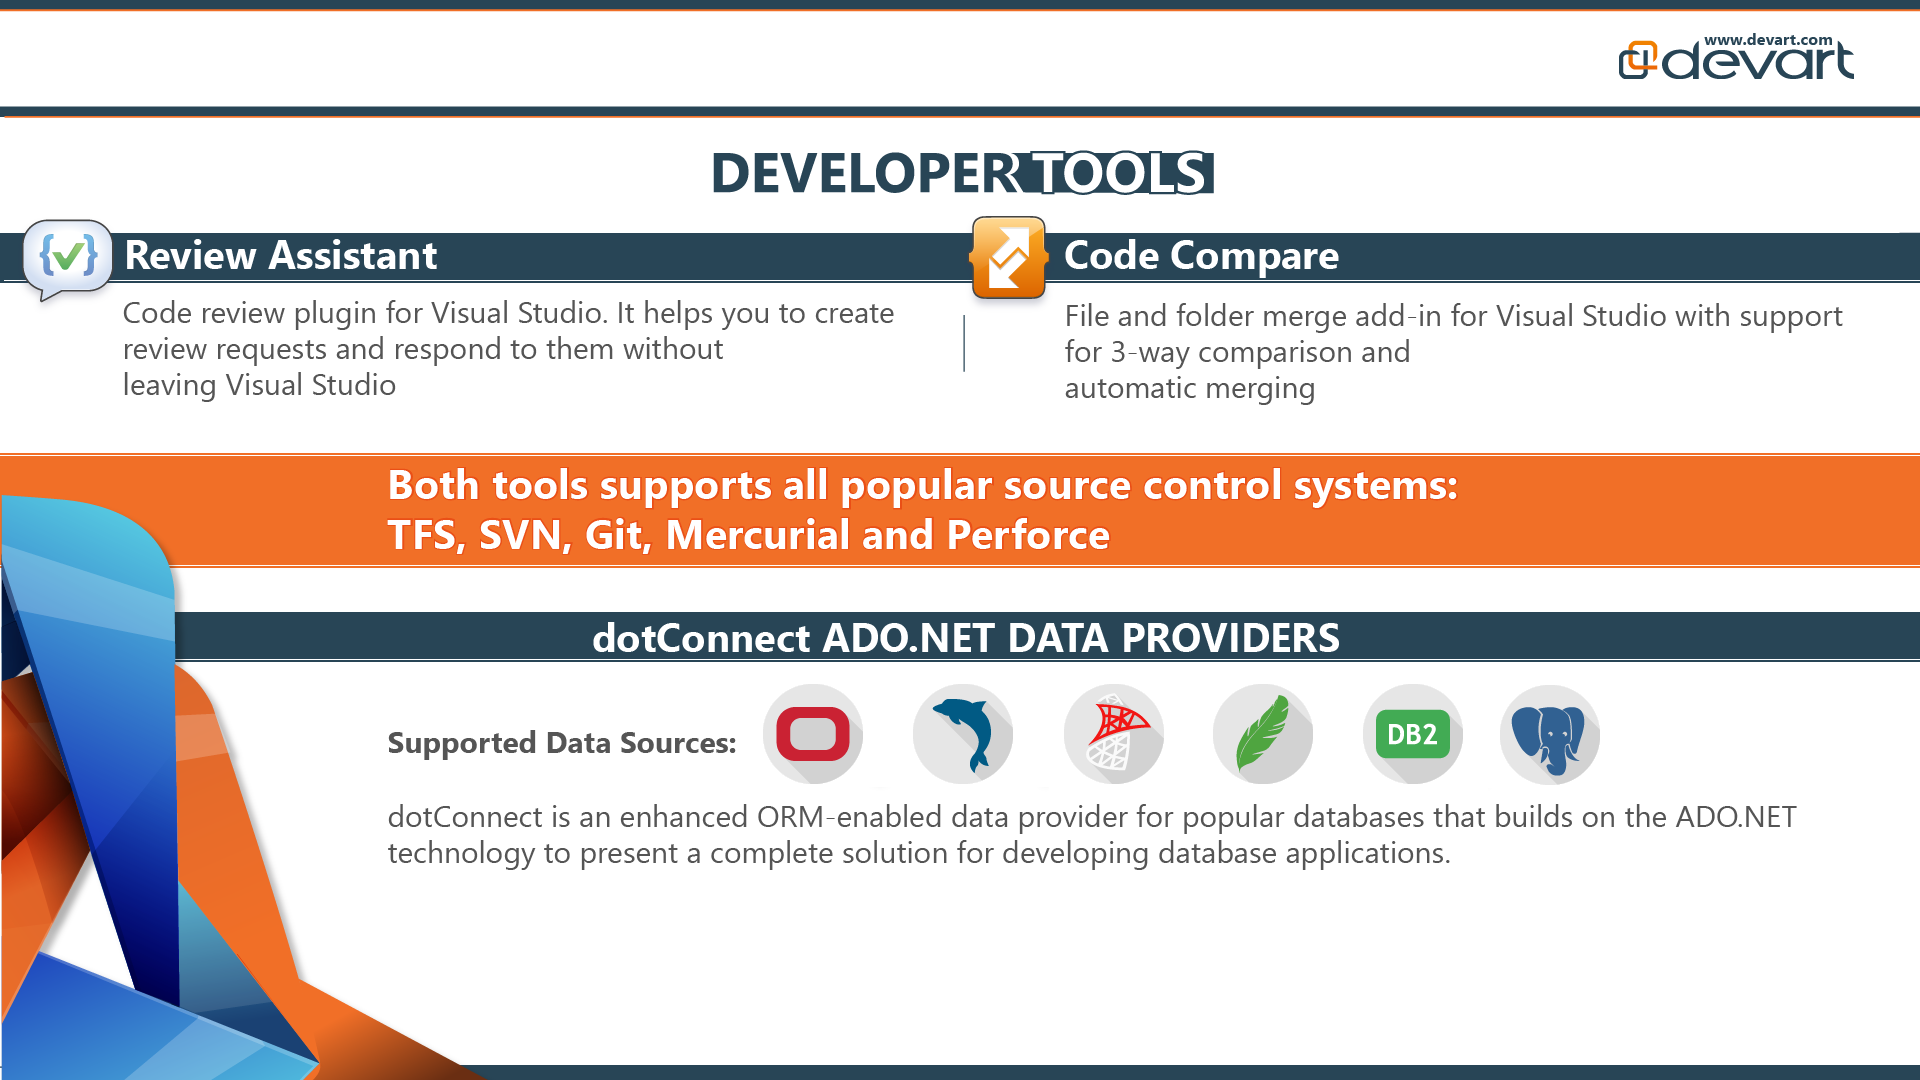 www.devart.com
devart
DEVELOPER TOOLS
Review Assistant
Code review plugin for Visual Studio. It helps you to create
review requests and respond to them without
leaving Visual Studio
Code Compare
File and folder merge add-in for Visual Studio with support
for 3-way comparison and
automatic merging
Both tools supports all popular source control systems:
TFS, SVN, Git, Mercurial and Perforce
dotConnect ADO.NET DATA PROVIDERS
Supported Data Sources:
DB2
dotConnect is an enhanced ORM-enabled data provider for popular databases that builds on the ADO.NET
technology to present a complete solution for developing database applications.